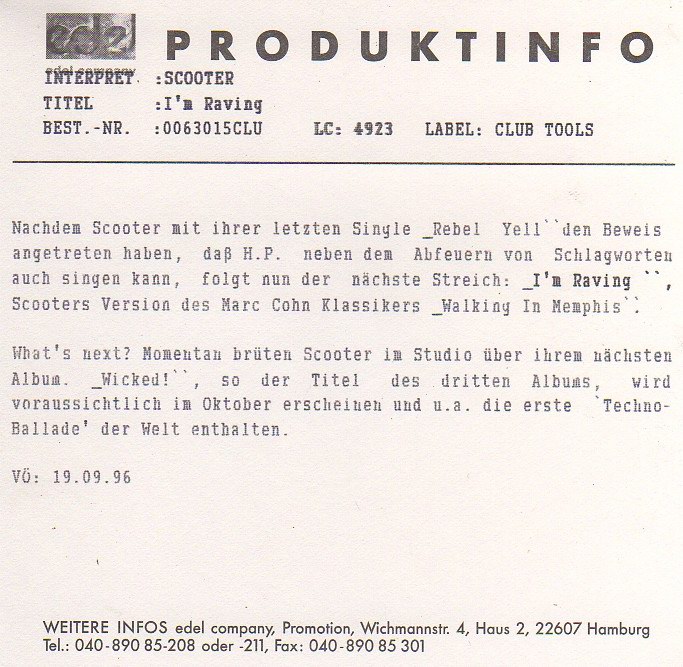 edel
PRODUKTINFO
edel company
INTERPRET :SCOOTER
TITEL :I'm Raving
BEST.-NR. :0063015CLU LC: 4923 LABEL: CLUB TOOLS
Nachdem Scooter mit ihrer letzten Single _Rebel Yell`` den Beweis
angetreten haben, daß H.P. neben dem Abfeuern von Schlagworten
auch singen kann, folgt nun der nächste Streich: _I'm Raving ``,
Scooters Version des Marc Cohn Klassikers _Walking In Memphis``.
What's next? Momentan brüten Scooter im Studio über ihrem nächsten
Album. _Wicked!``, so der Titel des dritten Albums, wird
voraussichtlich im Oktober erscheinen und u.a. die erste `Techno-
Ballade' der Welt enthalten.
VÖ: 19.09.96
WEITERE INFOS edel company, Promotion, Wichmannstr. 4, Haus 2, 22607 Hamburg
Tel.: 040-890 85-208 oder -211, Fax: 040-890 85 301